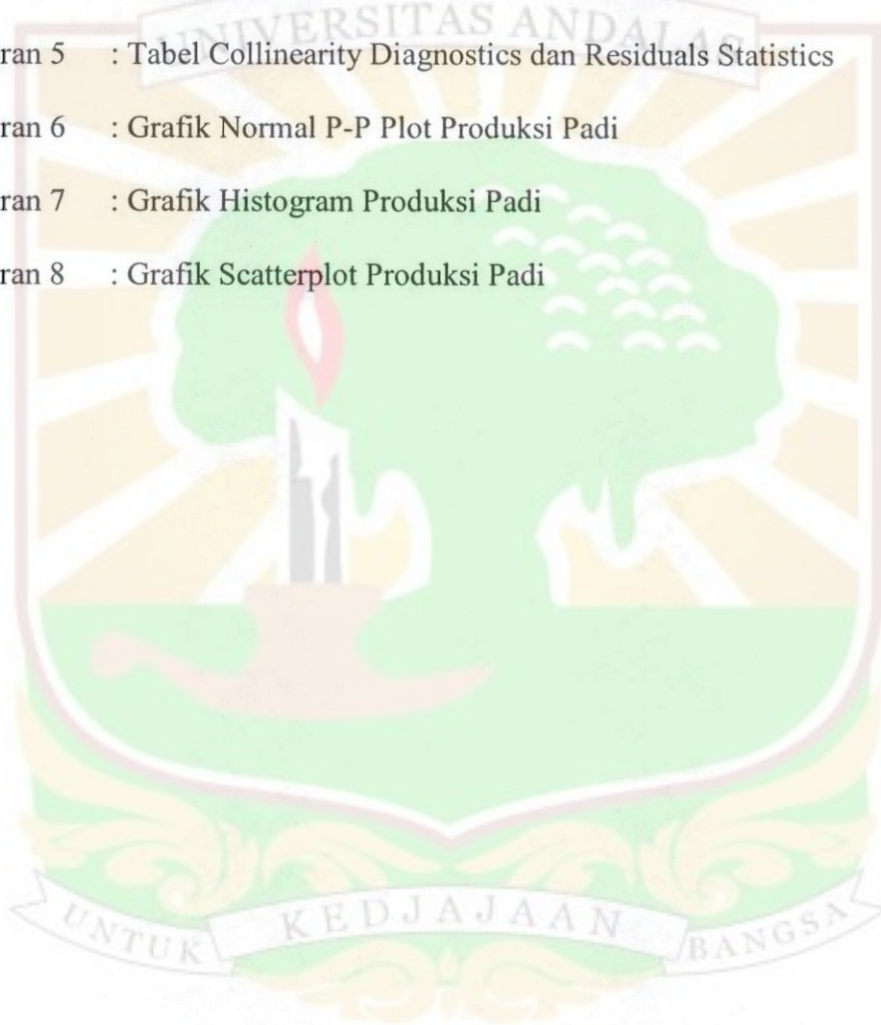 UNIVERSITAS ANDALAS
ran 5 : Tabel Collinearity Diagnostics dan Residuals Statistics
ran 6 : Grafik Normal P-P Plot Produksi Padi
ran 7 : Grafik Histogram Produksi Padi
ran 8 : Grafik Scatterplot Produksi Padi
UNTUK KEDJAJAAN BANGSA